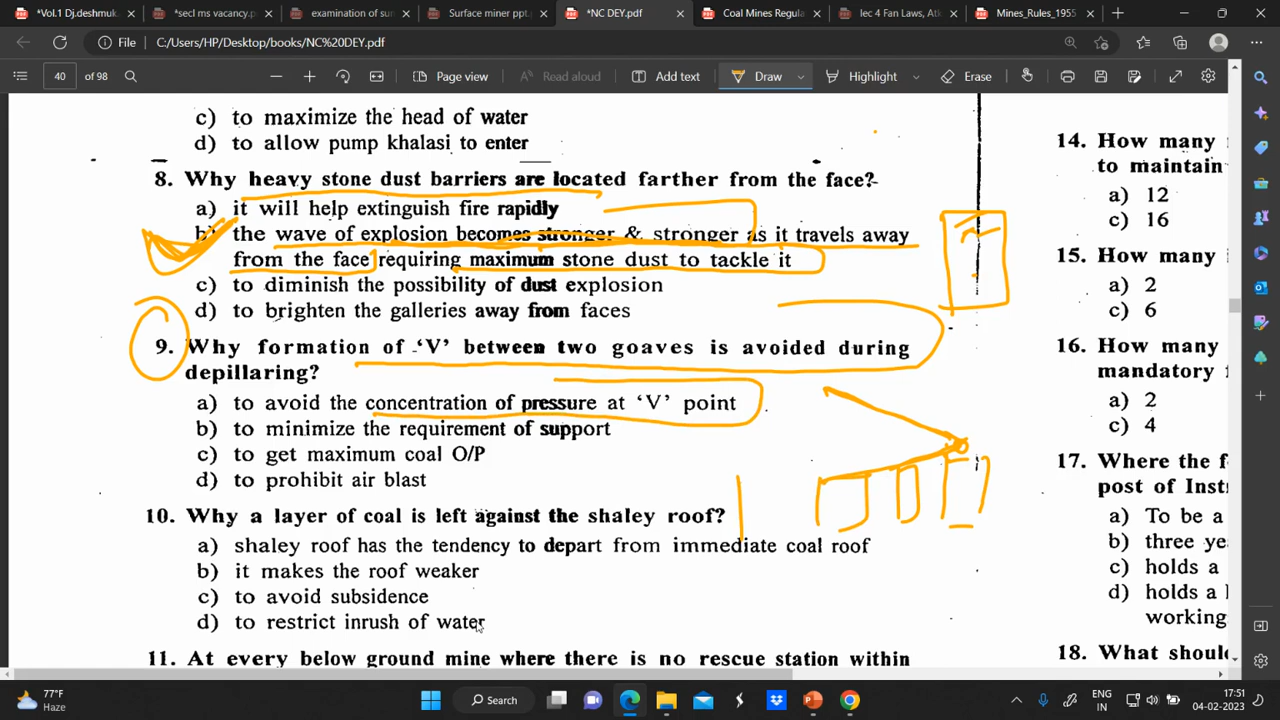 *Vol.1 Dj.deshmuk
*secl ms vacancy.p
examination of sur
Surface miner ppt.
*NC DEY.pdf
Coal Mines Regula
lec 4 Fan Laws, At
Mines_Rules_1955
File
C:/Users/HP/Desktop/books/NC%20DEY.pdf
40 of 98
Page view
Read aloud
Add text
Draw
Highlight
Erase
c) to maximize the head of water
d) to allow pump khalasi to enter
8. Why heavy stone dust barriers are located farther from the face?
a) it will help extinguish fire rapidly
b) the wave of explosion becomes stronger & stronger as it travels away
from the face requiring maximum stone dust to tackle it
c) to diminish the possibility of dust explosion
d) to brighten the galleries away from faces
9. Why formation of 'V' between two goaves is avoided during
depillaring?
a) to avoid the concentration of pressure at 'V' point
b) to minimize the requirement of support
c) to get maximum coal O/P
d) to prohibit air blast
10. Why a layer of coal is left against the shaley roof?
a) shaley roof has the tendency to depart from immediate coal roof
b) it makes the roof weaker
c) to avoid subsidence
d) to restrict inrush of water
11. At every below ground mine where there is no rescue station within
14. How many
to maintain
a) 12
c) 16
15. How many
a) 2
c) 6
16. How many
mandatory
a) 2
c) 4
17. Where the f
post of Inst
a) To be a
b) three ye
c) holds a
d) holds a
working
18. What shoul
77°F
Haze
Search
ENG
IN
17:51
04-02-2023